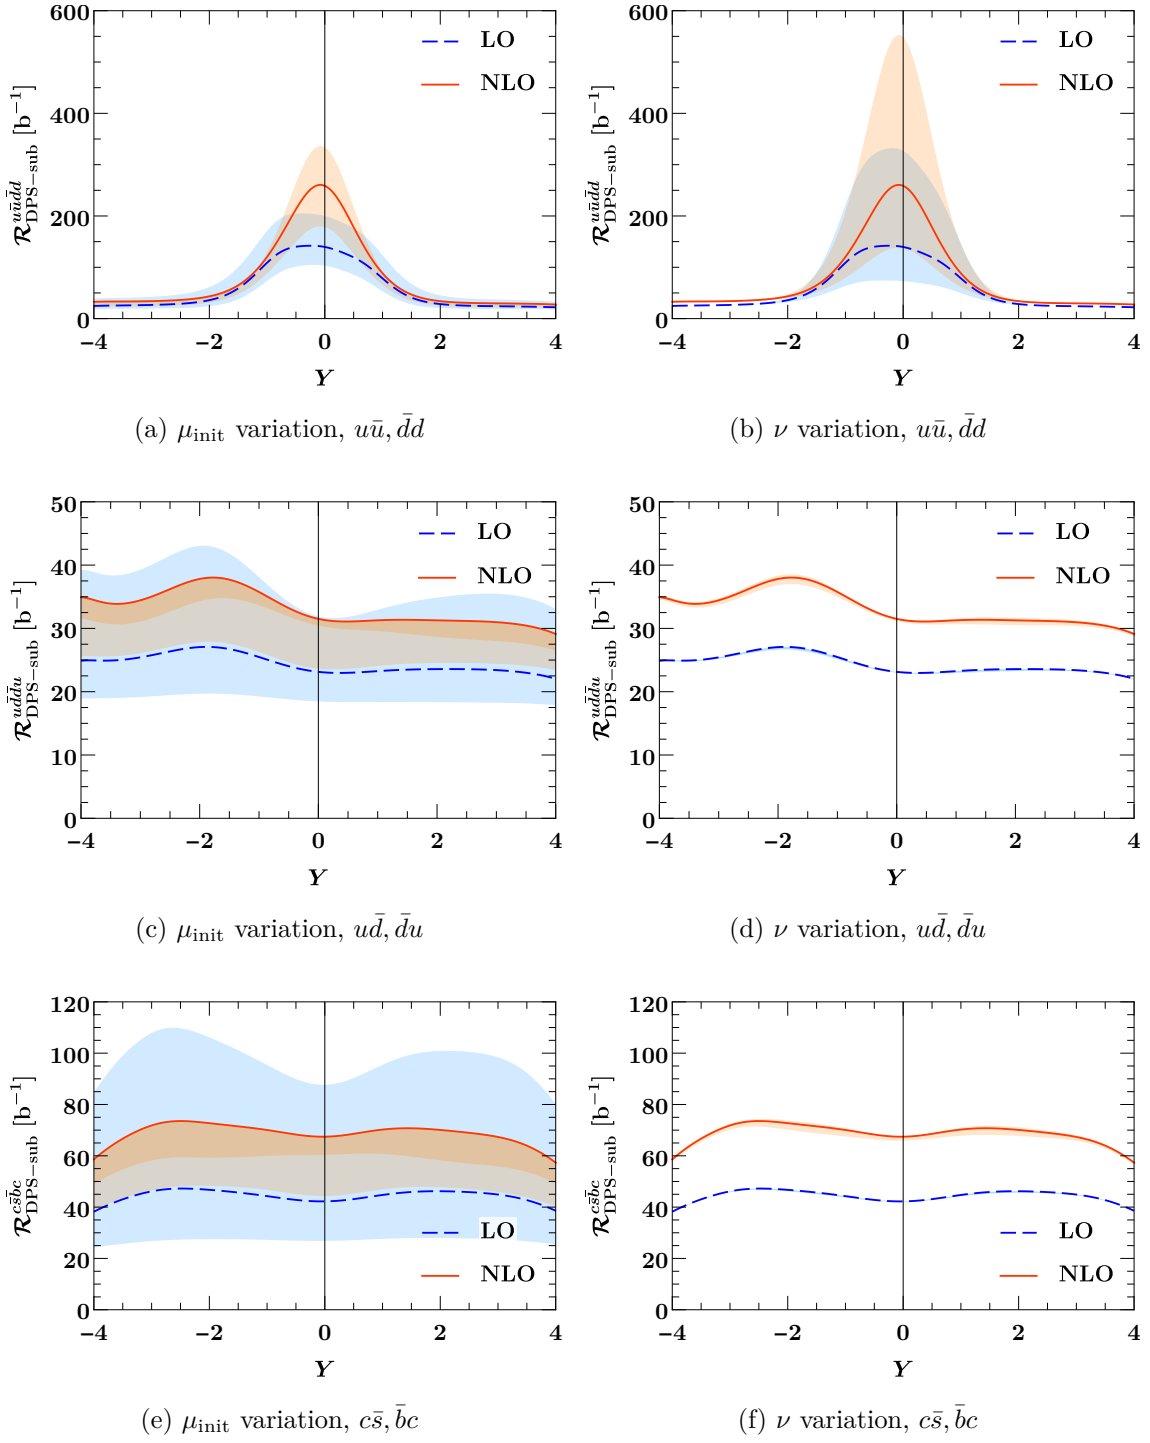 600
400
200
0
−4
−2
0
2
4
Y
R^{uūd̄d}_{DPS−sub} [b^{−1}]
LO
NLO
(a) μ_init variation, uū, d̄d
600
400
200
0
−4
−2
0
2
4
Y
R^{uūd̄d}_{DPS−sub} [b^{−1}]
LO
NLO
(b) ν variation, uū, d̄d
50
40
30
20
10
0
−4
−2
0
2
4
Y
R^{ud̄d̄u}_{DPS−sub} [b^{−1}]
LO
NLO
(c) μ_init variation, ud̄, d̄u
50
40
30
20
10
0
−4
−2
0
2
4
Y
R^{ud̄d̄u}_{DPS−sub} [b^{−1}]
LO
NLO
(d) ν variation, ud̄, d̄u
120
100
80
60
40
20
0
−4
−2
0
2
4
Y
R^{cs̄b̄c}_{DPS−sub} [b^{−1}]
LO
NLO
(e) μ_init variation, cs̄, b̄c
120
100
80
60
40
20
0
−4
−2
0
2
4
Y
R^{cs̄b̄c}_{DPS−sub} [b^{−1}]
LO
NLO
(f) ν variation, cs̄, b̄c